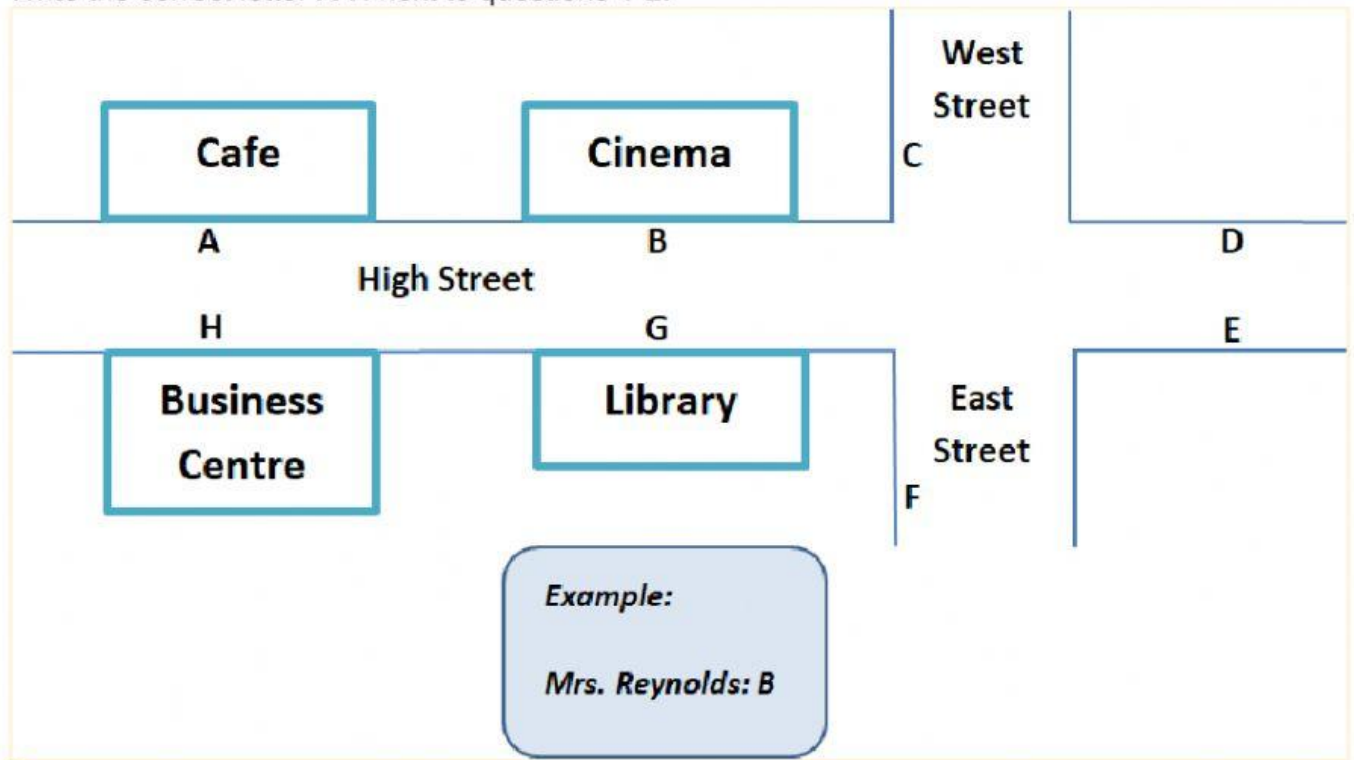 West
Street
Cafe
Cinema
C
A
B
D
High Street
H
G
E
Business
Centre
Library
East
Street
F
Example:
Mrs. Reynolds: B